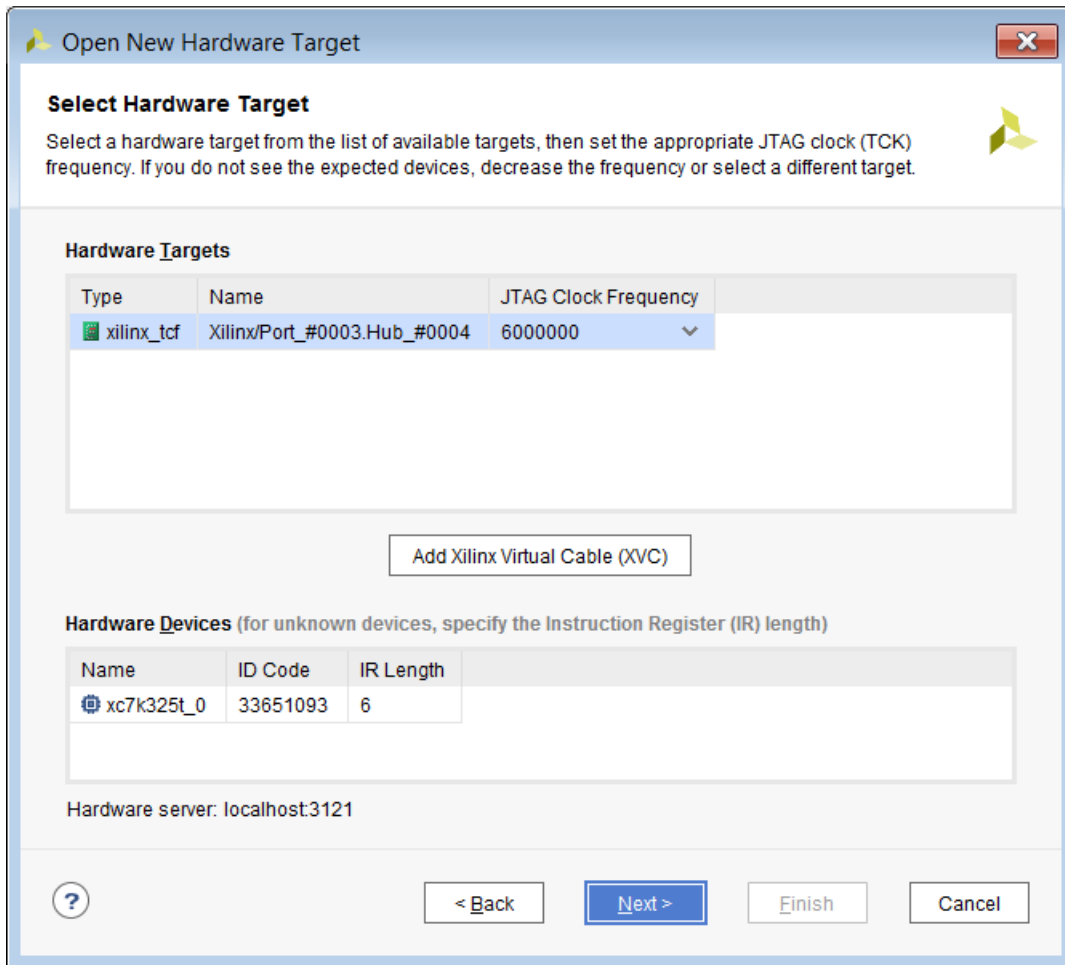 Open New Hardware Target
Select Hardware Target
Select a hardware target from the list of available targets, then set the appropriate JTAG clock (TCK)
frequency. If you do not see the expected devices, decrease the frequency or select a different target.
Hardware Targets
Type Name JTAG Clock Frequency
xilinx_tcf Xilinx/Port_#0003.Hub_#0004 6000000
Add Xilinx Virtual Cable (XVC)
Hardware Devices (for unknown devices, specify the Instruction Register (IR) length)
Name ID Code IR Length
xc7k325t_0 33651093 6
Hardware server: localhost:3121
? < Back Next > Finish Cancel